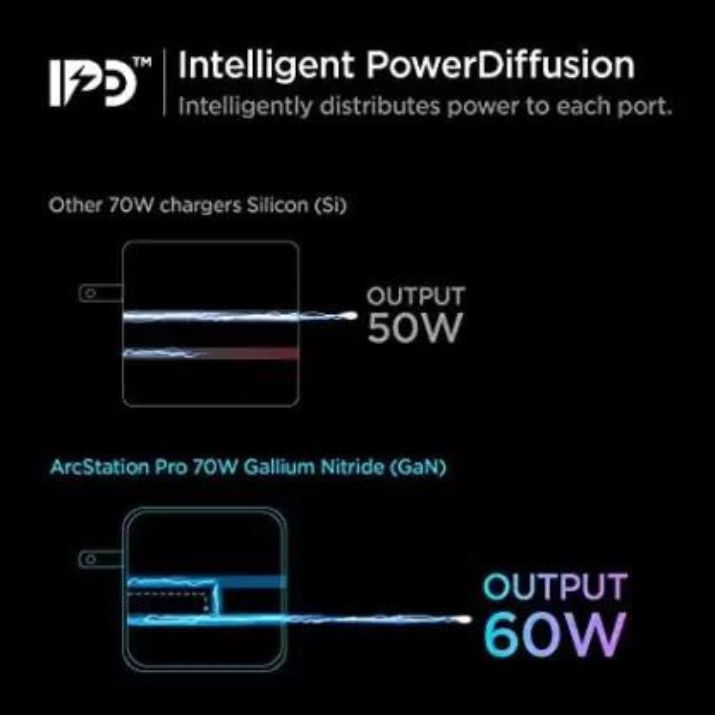 IPD™
Intelligent PowerDiffusion
Intelligently distributes power to each port.
Other 70W chargers Silicon (Si)
OUTPUT
50W
ArcStation Pro 70W Gallium Nitride (GaN)
OUTPUT
60W